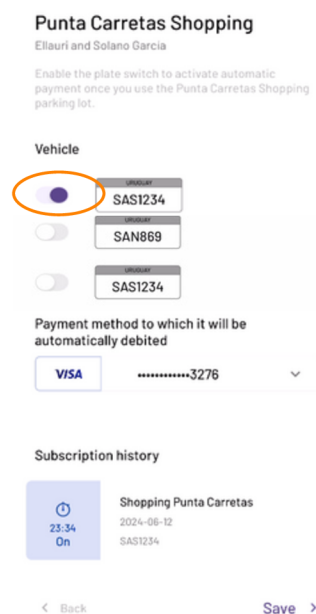 Punta Carretas Shopping
Ellauri and Solano Garcia
Enable the plate switch to activate automatic
payment once you use the Punta Carretas Shopping
parking lot.
Vehicle
URUGUAY
SAS1234
URUGUAY
SAN869
URUGUAY
SAS1234
Payment method to which it will be
automatically debited
VISA ••••••••••••3276
Subscription history
23:34
On
Shopping Punta Carretas
2024-06-12
SAS1234
Back
Save